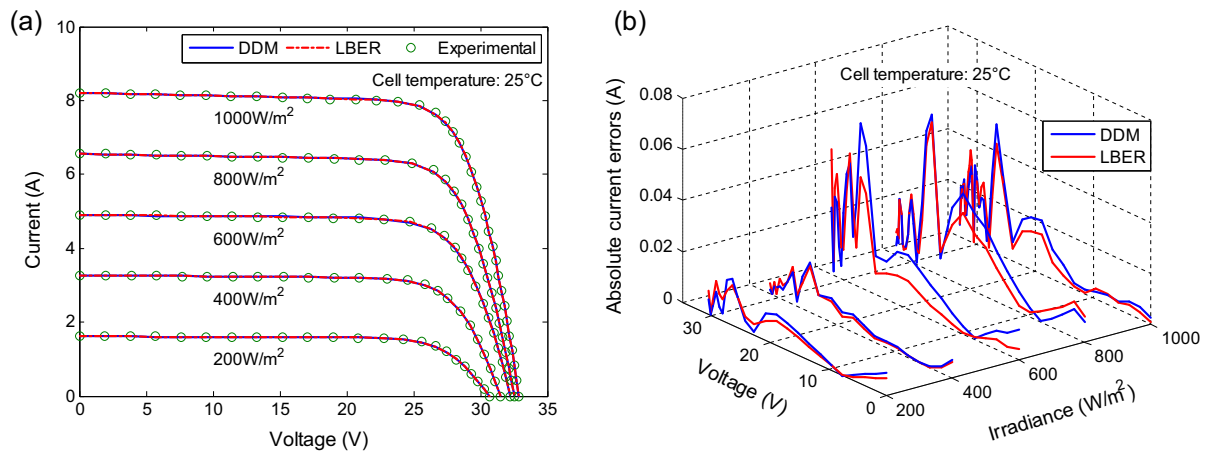 (a)
10
8
6
4
2
0
Current (A)
DDM LBER Experimental
Cell temperature: 25°C
1000W/m²
800W/m²
600W/m²
400W/m²
200W/m²
0 5 10 15 20 25 30 35
Voltage (V)
(b)
Absolute current errors (A)
0.08
0.06
0.04
0.02
0
Cell temperature: 25°C
DDM
LBER
30
20
10
0
Voltage (V)
200
400
600
800
1000
Irradiance (W/m²)